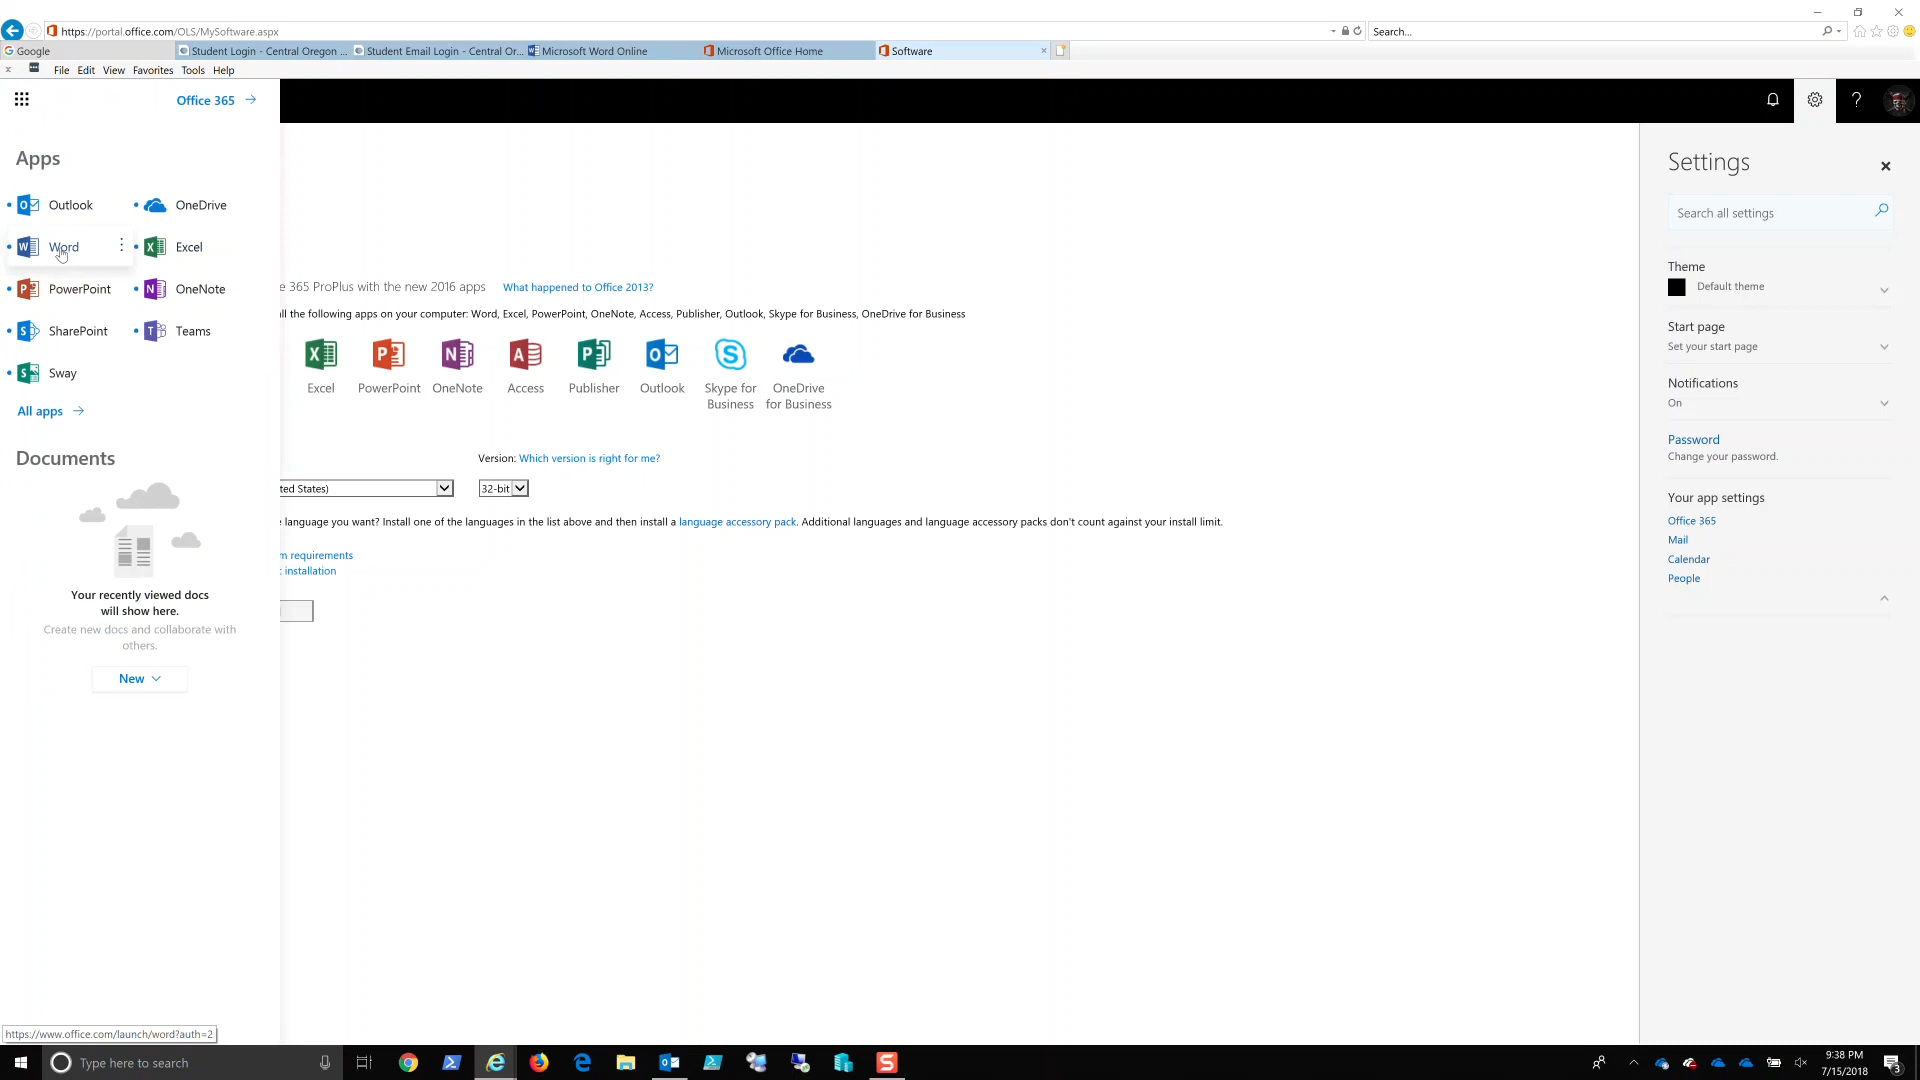 https://portal.office.com/OLS/MySoftware.aspx
Search...
Google
Student Login - Central Oregon ...
Student Email Login - Central Or...
Microsoft Word Online
Microsoft Office Home
Software
File Edit View Favorites Tools Help
Office 365
Apps
Outlook
OneDrive
Word
Excel
PowerPoint
OneNote
SharePoint
Teams
Sway
All apps
Documents
Your recently viewed docs
will show here.
Create new docs and collaborate with
others.
New
e 365 ProPlus with the new 2016 apps
What happened to Office 2013?
ll the following apps on your computer: Word, Excel, PowerPoint, OneNote, Access, Publisher, Outlook, Skype for Business, OneDrive for Business
Excel
PowerPoint
OneNote
Access
Publisher
Outlook
Skype for
Business
OneDrive
for Business
Version: Which version is right for me?
ted States)
32-bit
language you want? Install one of the languages in the list above and then install a language accessory pack. Additional languages and language accessory packs don't count against your install limit.
m requirements
installation
Settings
Search all settings
Theme
Default theme
Start page
Set your start page
Notifications
On
Password
Change your password.
Your app settings
Office 365
Mail
Calendar
People
https://www.office.com/launch/word?auth=2
Type here to search
9:38 PM
7/15/2018
3